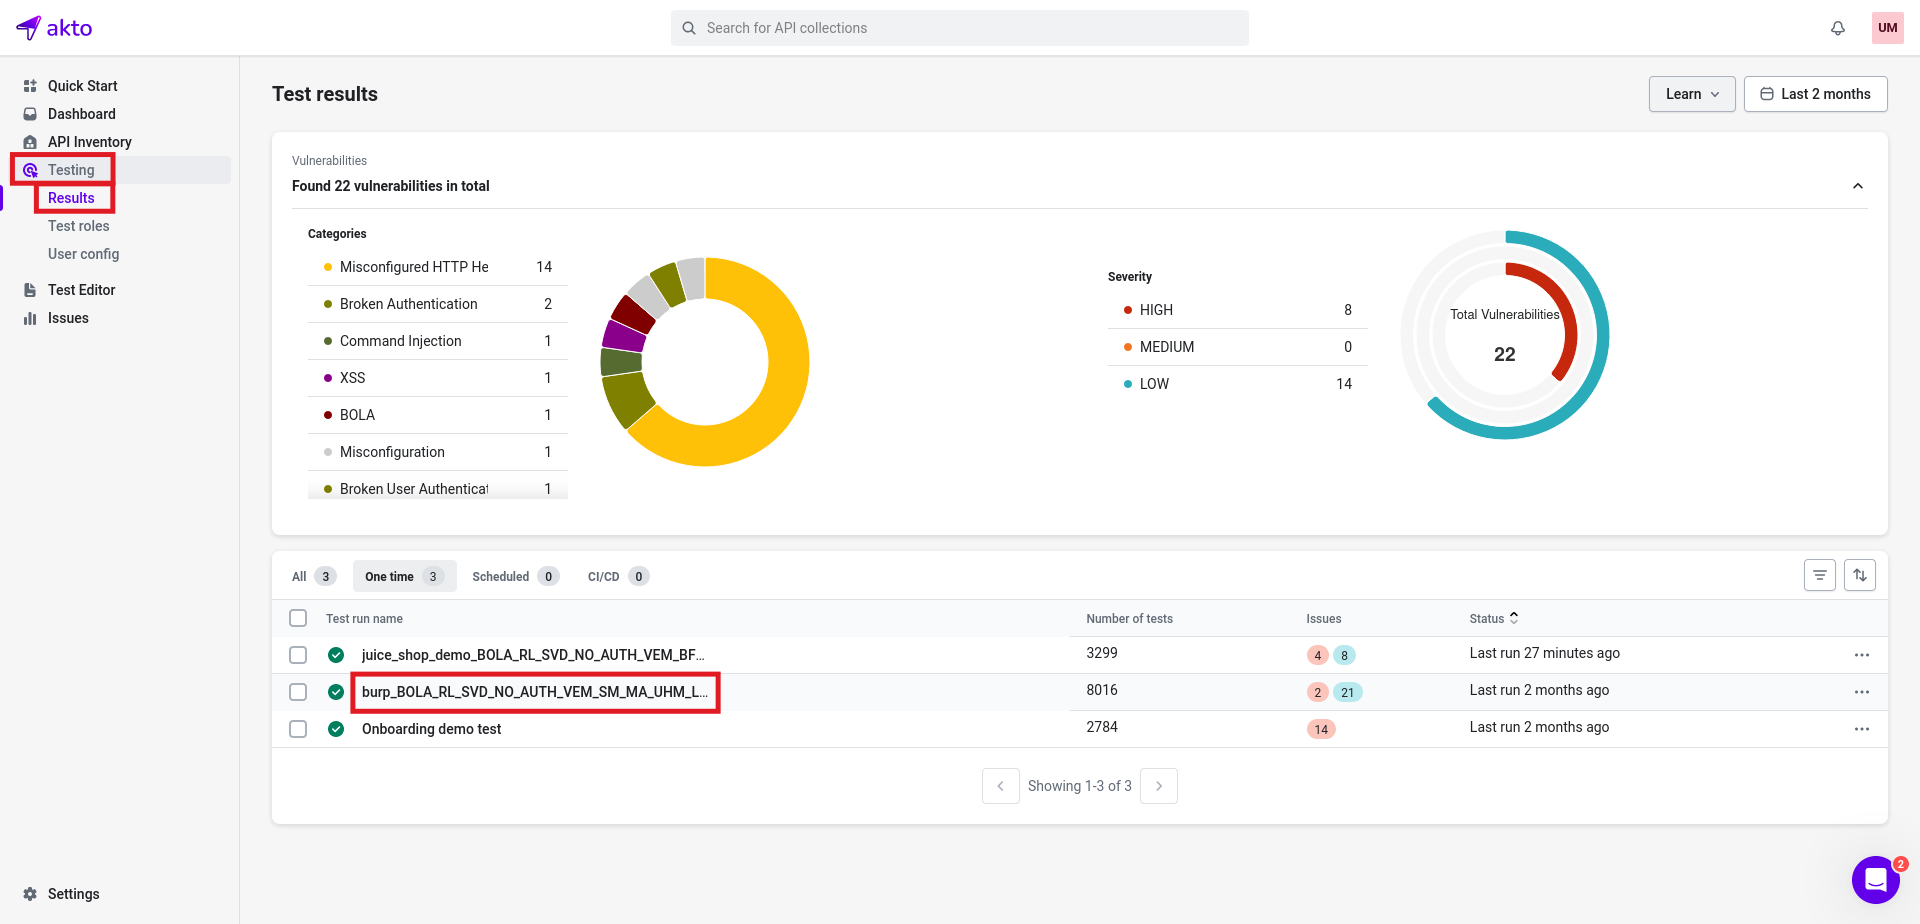 akto
Search for API collections
UM
Quick Start
Dashboard
API Inventory
Testing
Results
Test roles
User config
Test Editor
Issues
Settings
Test results
Learn
Last 2 months
Vulnerabilities
Found 22 vulnerabilities in total
Categories
Misconfigured HTTP He 14
Broken Authentication 2
Command Injection 1
XSS 1
BOLA 1
Misconfiguration 1
Broken User Authenticat 1
Severity
HIGH 8
MEDIUM 0
LOW 14
Total Vulnerabilities
22
All 3 One time 3 Scheduled 0 CI/CD 0
Test run name Number of tests Issues Status
juice_shop_demo_BOLA_RL_SVD_NO_AUTH_VEM_BF... 3299 4 8 Last run 27 minutes ago
burp_BOLA_RL_SVD_NO_AUTH_VEM_SM_MA_UHM_L... 8016 2 21 Last run 2 months ago
Onboarding demo test 2784 14 Last run 2 months ago
Showing 1-3 of 3
2